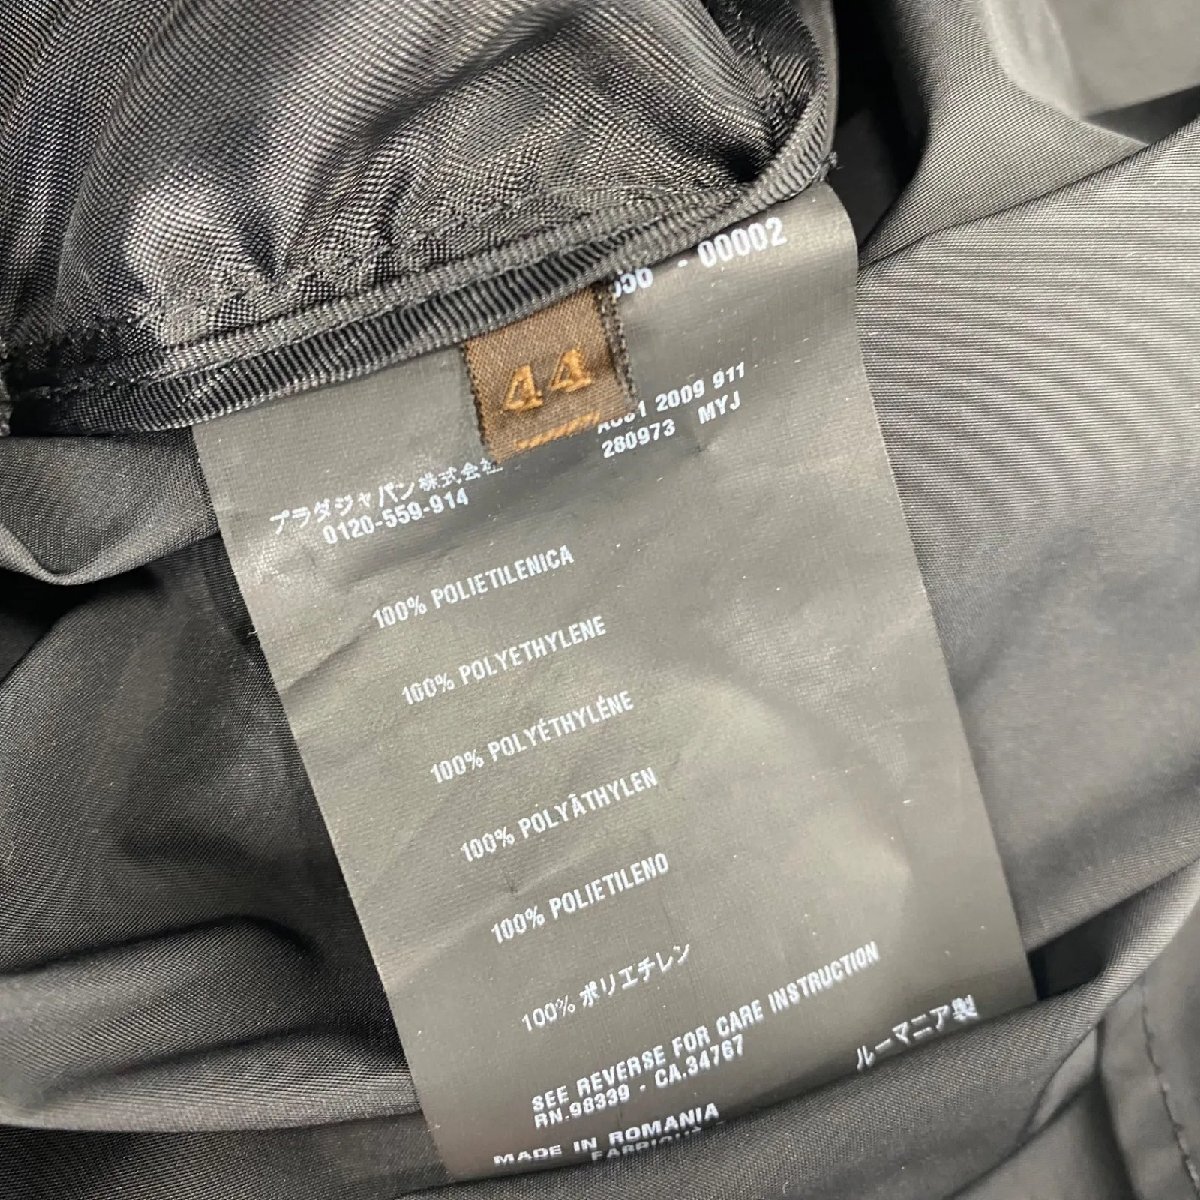 - 00002
44
2009 911
280973 MYJ
プラダジャパン株式会社
0120-559-914
100% POLIETILENICA
100% POLYETHYLENE
100% POLYÉTHYLÉNE
100% POLYÂTHYLEN
100% POLIETILENO
100% ポリエチレン
SEE REVERSE FOR CARE INSTRUCTION
RN.98339 - CA.34767
ルーマニア製
MADE IN ROMANIA